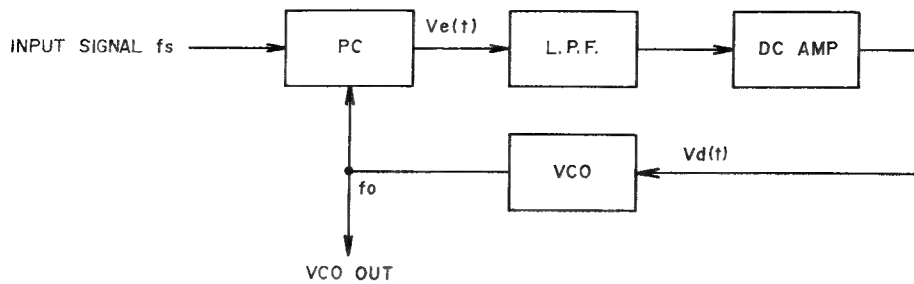 INPUT SIGNAL fs
PC
Ve(t)
L.P.F.
DC AMP
VCO
Vd(t)
fo
VCO OUT